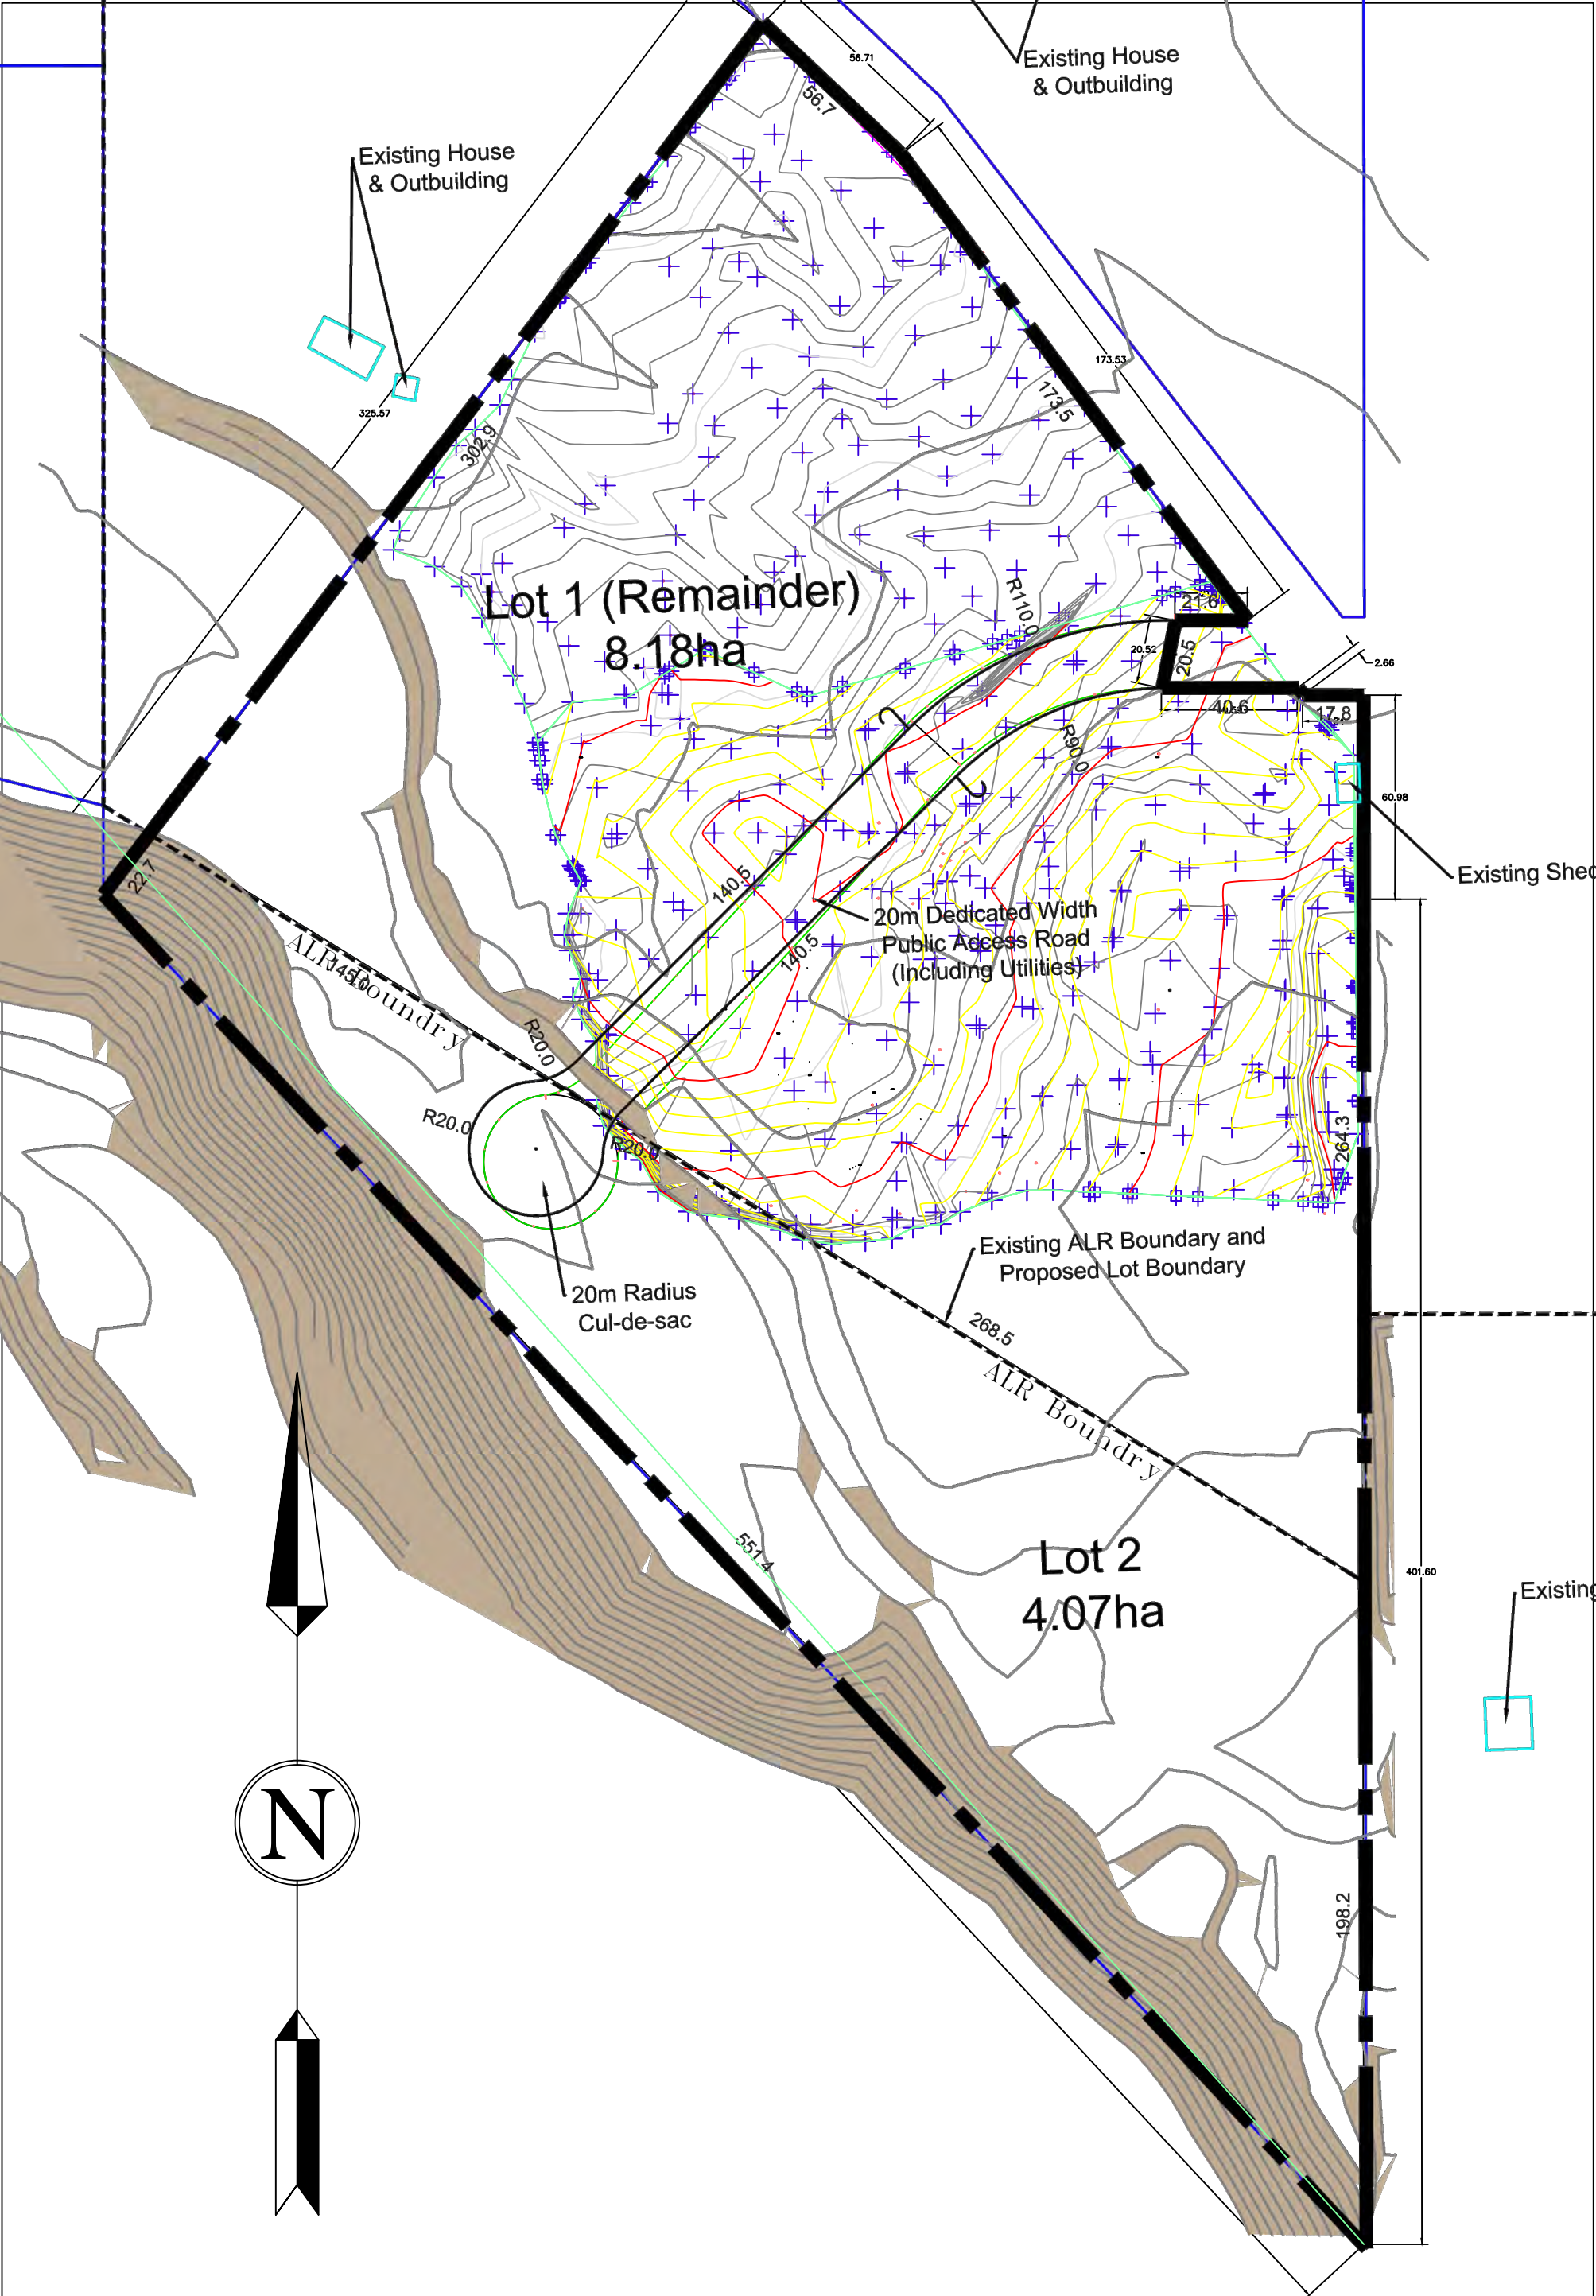 56.71
Existing House
& Outbuilding
56.7
Existing House
& Outbuilding
173.53
325.57
173.5
302.9
Lot 1 (Remainder)
8.18ha
R110.0
21.6
20.52
20.5
2.66
40.6
17.8
R90.0
60.98
Existing Shed
22.7
140.5
20m Dedicated Width
Public Access Road
(Including Utilities)
140.5
ALR Boundry
R20.0
R20.0
R20.0
264.3
Existing ALR Boundary and
Proposed Lot Boundary
20m Radius
Cul-de-sac
268.5
ALR Boundry
551.4
Lot 2
4.07ha
401.60
Existing
N
198.2